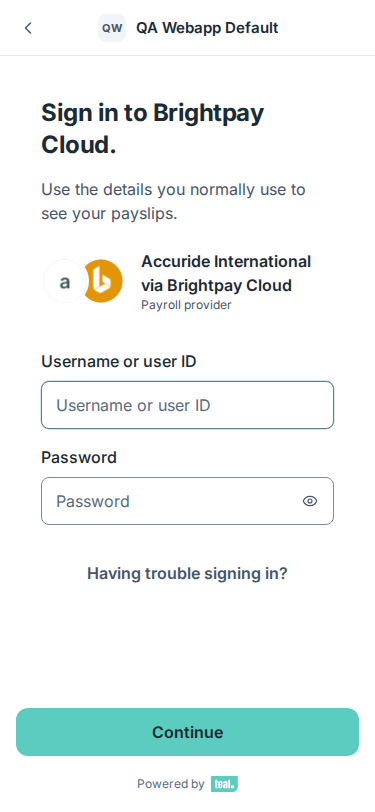 QW QA Webapp Default
Sign in to Brightpay
Cloud.
Use the details you normally use to
see your payslips.
a
Accuride International
via Brightpay Cloud
Payroll provider
Username or user ID
Username or user ID
Password
Password
Having trouble signing in?
Continue
Powered by teal.